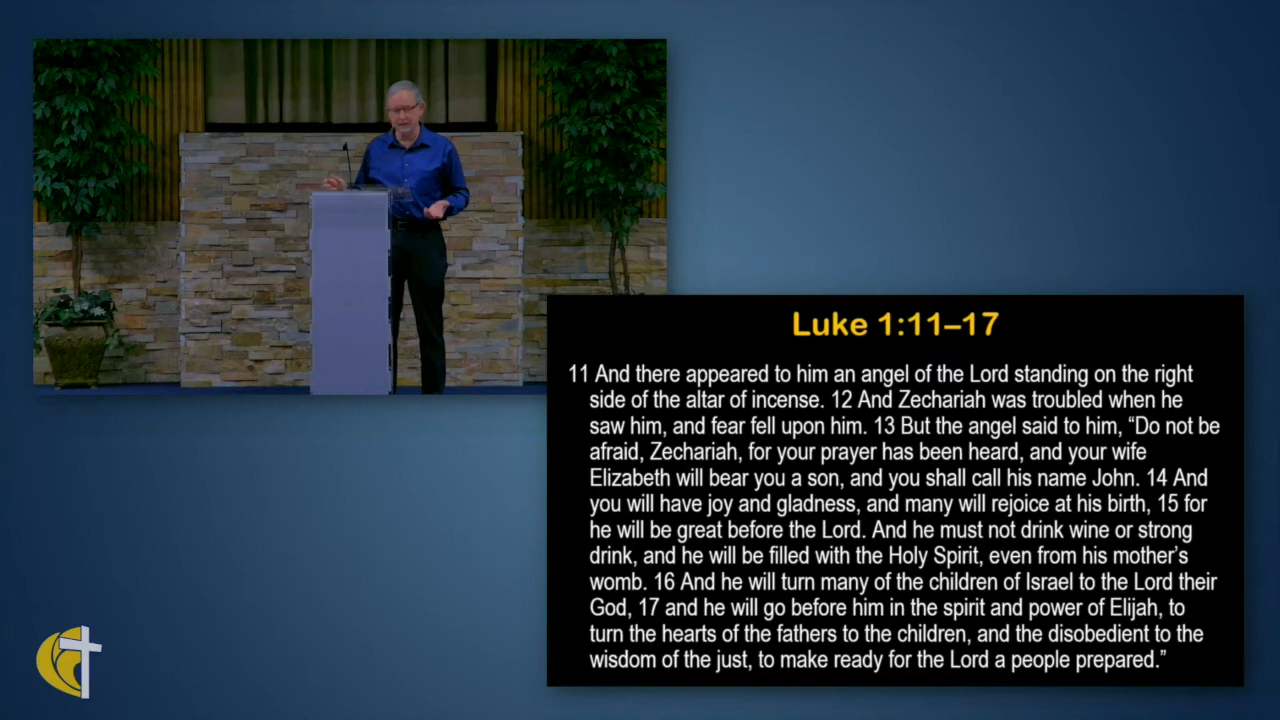 Luke 1:11–17
11 And there appeared to him an angel of the Lord standing on the right
side of the altar of incense. 12 And Zechariah was troubled when he
saw him, and fear fell upon him. 13 But the angel said to him, “Do not be
afraid, Zechariah, for your prayer has been heard, and your wife
Elizabeth will bear you a son, and you shall call his name John. 14 And
you will have joy and gladness, and many will rejoice at his birth, 15 for
he will be great before the Lord. And he must not drink wine or strong
drink, and he will be filled with the Holy Spirit, even from his mother’s
womb. 16 And he will turn many of the children of Israel to the Lord their
God, 17 and he will go before him in the spirit and power of Elijah, to
turn the hearts of the fathers to the children, and the disobedient to the
wisdom of the just, to make ready for the Lord a people prepared.”